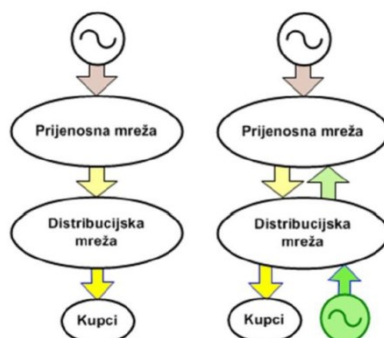 Prijenosna mreža
Distribucijska
mreža
Kupci
Prijenosna mreža
Distribucijska
mreža
Kupci